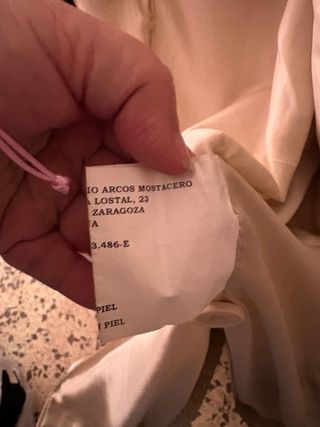 IO ARCOS MOSTACERO
A LOSTAL, 23
ZARAGOZA
A
3.486-E
PIEL
N PIEL